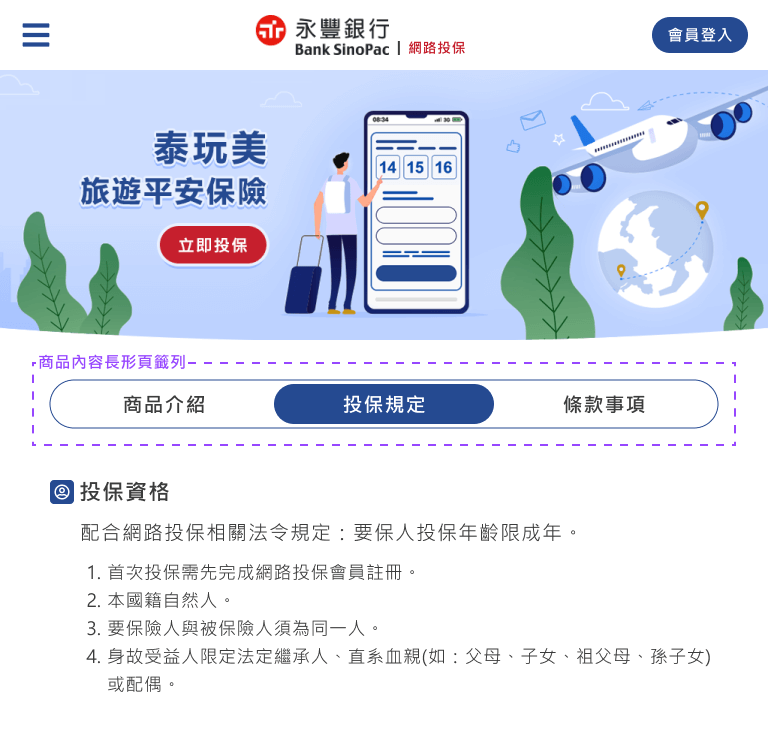 永豐銀行
Bank SinoPac
網路投保
會員登入
泰玩美
旅遊平安保險
立即投保
08:34
3G
14 15 16
商品內容長形頁籤列
商品介紹 投保規定 條款事項
投保資格
配合網路投保相關法令規定：要保人投保年齡限成年。
1. 首次投保需先完成網路投保會員註冊。
2. 本國籍自然人。
3. 要保險人與被保險人須為同一人。
4. 身故受益人限定法定繼承人、直系血親(如：父母、子女、祖父母、孫子女)
或配偶。